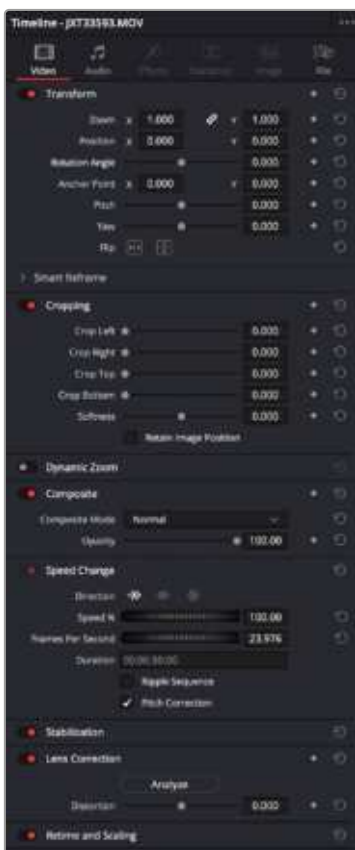 Timeline - JXT33593.MOV
Video Audio Effects Transition Image File
Transform
Zoom X 1.000 Y 1.000
Position X 0.000 Y 0.000
Rotation Angle 0.000
Anchor Point X 0.000 Y 0.000
Pitch 0.000
Yaw 0.000
Flip
Smart Reframe
Cropping
Crop Left 0.000
Crop Right 0.000
Crop Top 0.000
Crop Bottom 0.000
Softness 0.000
Retain Image Position
Dynamic Zoom
Composite
Composite Mode Normal
Opacity 100.00
Speed Change
Direction
Speed % 100.00
Frames Per Second 23.976
Duration
Ripple Sequence
Pitch Correction
Stabilization
Lens Correction
Analyze
Distortion 0.000
Retime and Scaling